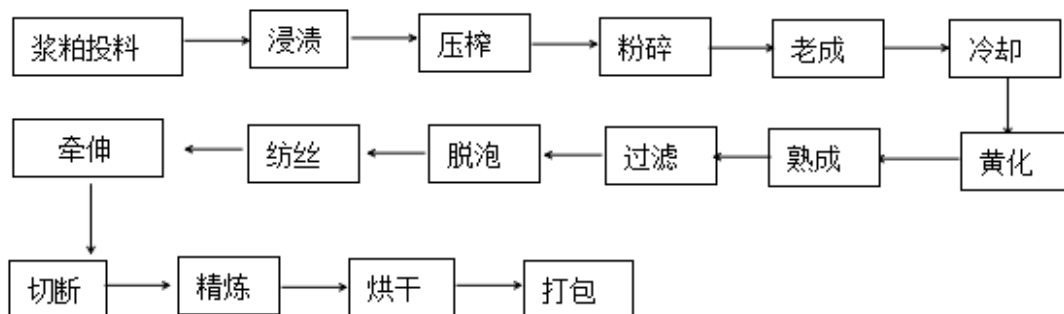 浆粕投料 浸渍 压榨 粉碎 老成 冷却
牵伸 纺丝 脱泡 过滤 熟成 黄化
切断 精炼 烘干 打包